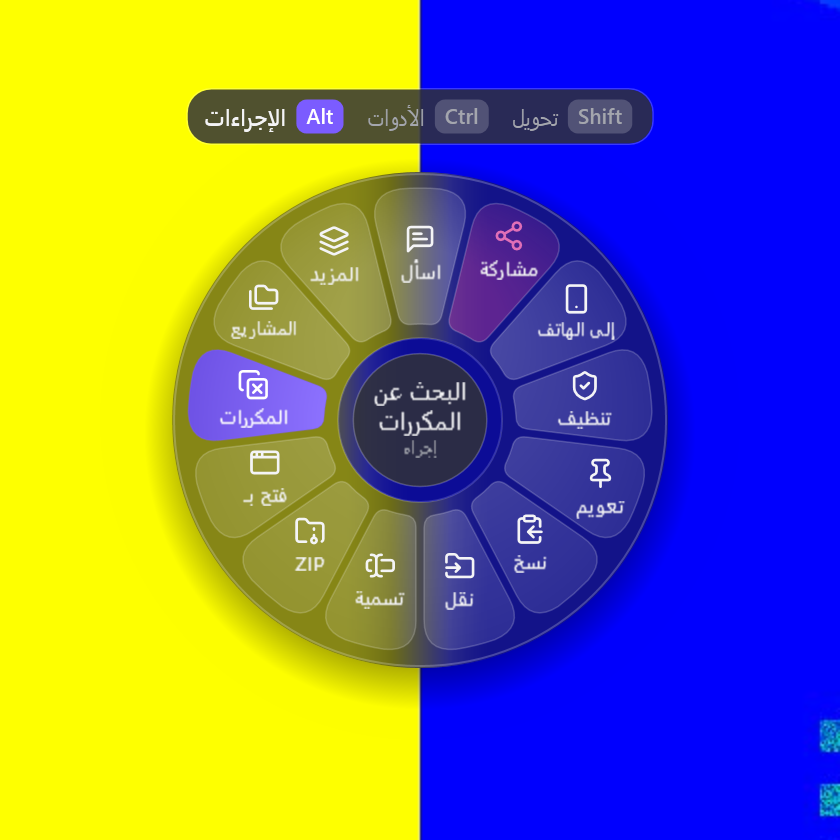 Shift تحويل Ctrl الأدوات Alt الإجراءات
اسأل
مشاركة
إلى الهاتف
تنظيف
تعويم
نسخ
نقل
تسمية
ZIP
فتح بـ
المكررات
المشاريع
المزيد
البحث عن
المكررات
إجراء